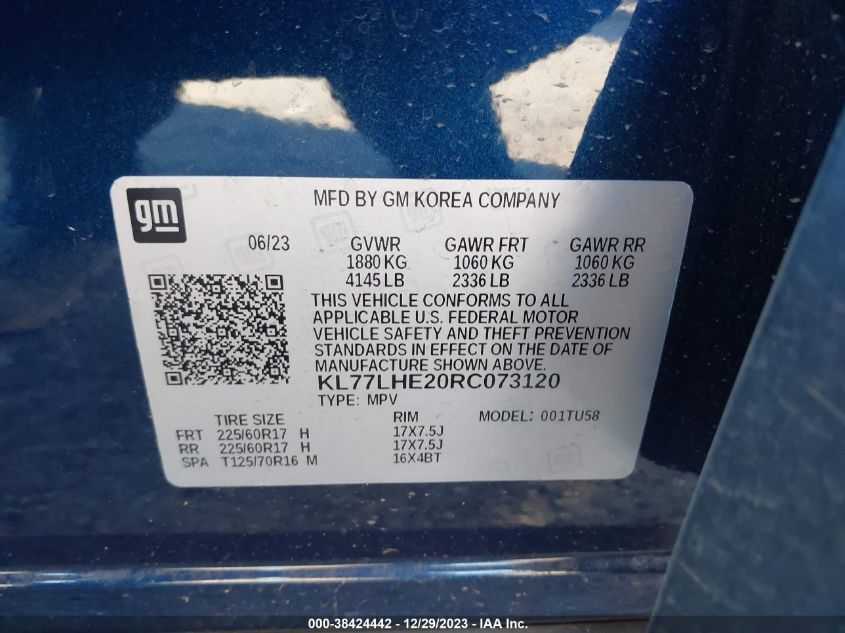 gm
MFD BY GM KOREA COMPANY
06/23 GVWR GAWR FRT GAWR RR
1880 KG 1060 KG 1060 KG
4145 LB 2336 LB 2336 LB
THIS VEHICLE CONFORMS TO ALL
APPLICABLE U.S. FEDERAL MOTOR
VEHICLE SAFETY AND THEFT PREVENTION
STANDARDS IN EFFECT ON THE DATE OF
MANUFACTURE SHOWN ABOVE.
KL77LHE20RC073120
TYPE: MPV
TIRE SIZE RIM MODEL: 001TU58
FRT 225/60R17 H 17X7.5J
RR 225/60R17 H 17X7.5J
SPA T125/70R16 M 16X4BT
000-38424442 - 12/29/2023 - IAA Inc.